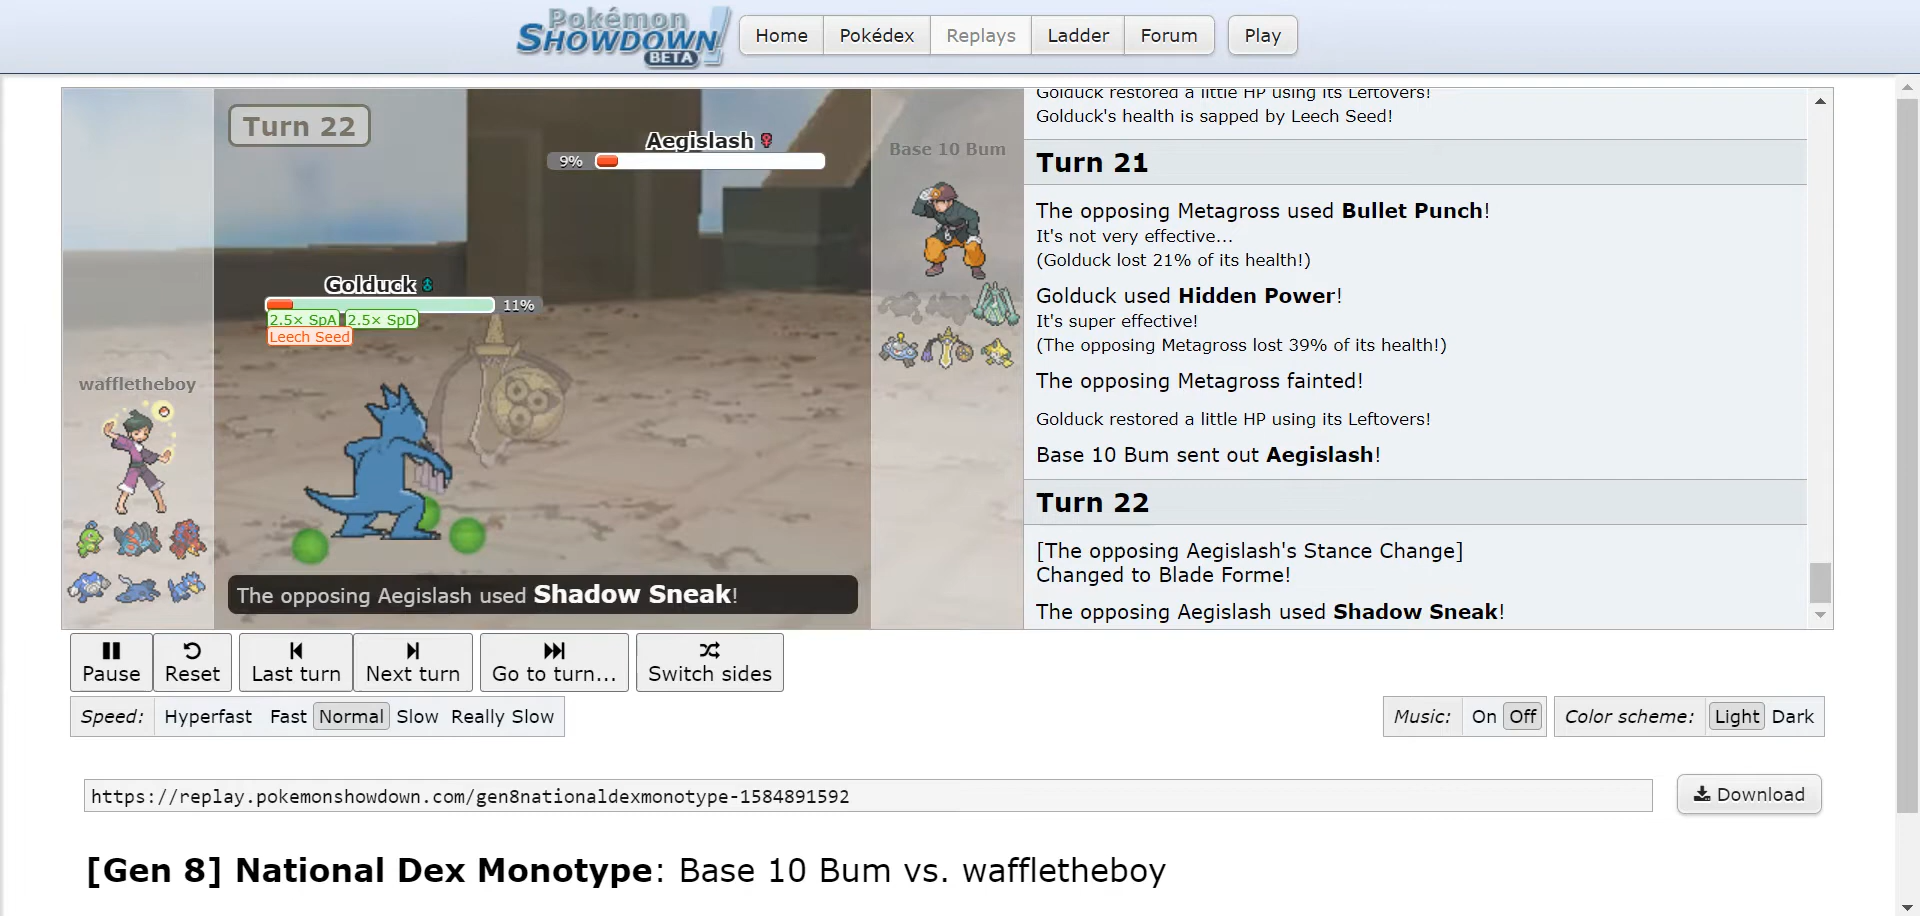 Pokémon
SHOWDOWN!
BETA
Home
Pokédex
Replays
Ladder
Forum
Play
Turn 22
Aegislash
9%
Golduck
11%
2.5× SpA
2.5× SpD
Leech Seed
waffletheboy
Base 10 Bum
The opposing Aegislash used Shadow Sneak!
Golduck restored a little HP using its Leftovers!
Golduck's health is sapped by Leech Seed!
Turn 21
The opposing Metagross used Bullet Punch!
It's not very effective...
(Golduck lost 21% of its health!)
Golduck used Hidden Power!
It's super effective!
(The opposing Metagross lost 39% of its health!)
The opposing Metagross fainted!
Golduck restored a little HP using its Leftovers!
Base 10 Bum sent out Aegislash!
Turn 22
[The opposing Aegislash's Stance Change]
Changed to Blade Forme!
The opposing Aegislash used Shadow Sneak!
Pause
Reset
Last turn
Next turn
Go to turn...
Switch sides
Speed: Hyperfast Fast Normal Slow Really Slow
Music: On Off
Color scheme: Light Dark
https://replay.pokemonshowdown.com/gen8nationaldexmonotype-1584891592
Download
[Gen 8] National Dex Monotype: Base 10 Bum vs. waffletheboy